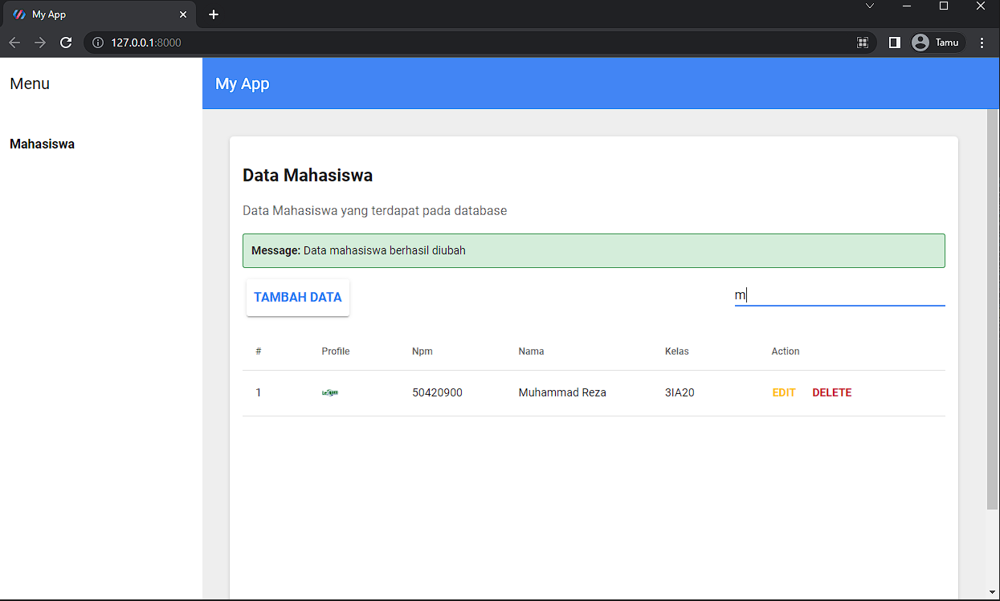 My App
127.0.0.1:8000
Tamu
Menu
My App
Mahasiswa
Data Mahasiswa
Data Mahasiswa yang terdapat pada database
Message: Data mahasiswa berhasil diubah
TAMBAH DATA
m
# Profile Npm Nama Kelas Action
1 50420900 Muhammad Reza 3IA20 EDIT DELETE